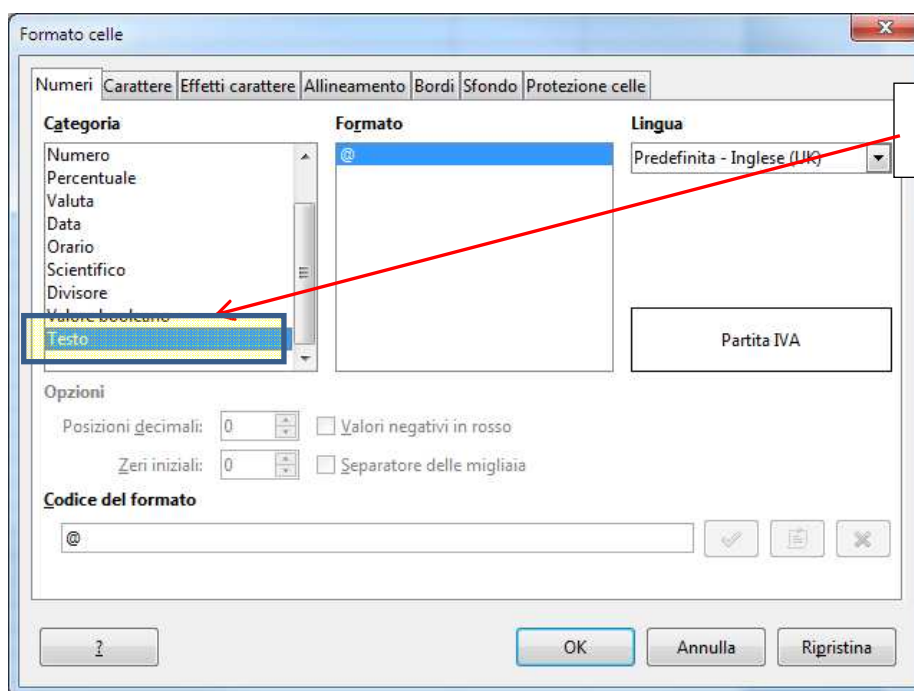 Formato celle
Numeri Carattere Effetti carattere Allineamento Bordi Sfondo Protezione celle
Categoria
Numero
Percentuale
Valuta
Data
Orario
Scientifico
Divisore
Valore booleano
Testo
Formato
@
Lingua
Predefinita - Inglese (UK)
Partita IVA
Opzioni
Posizioni decimali: 0
Valori negativi in rosso
Zeri iniziali: 0
Separatore delle migliaia
Codice del formato
@
?
OK
Annulla
Ripristina